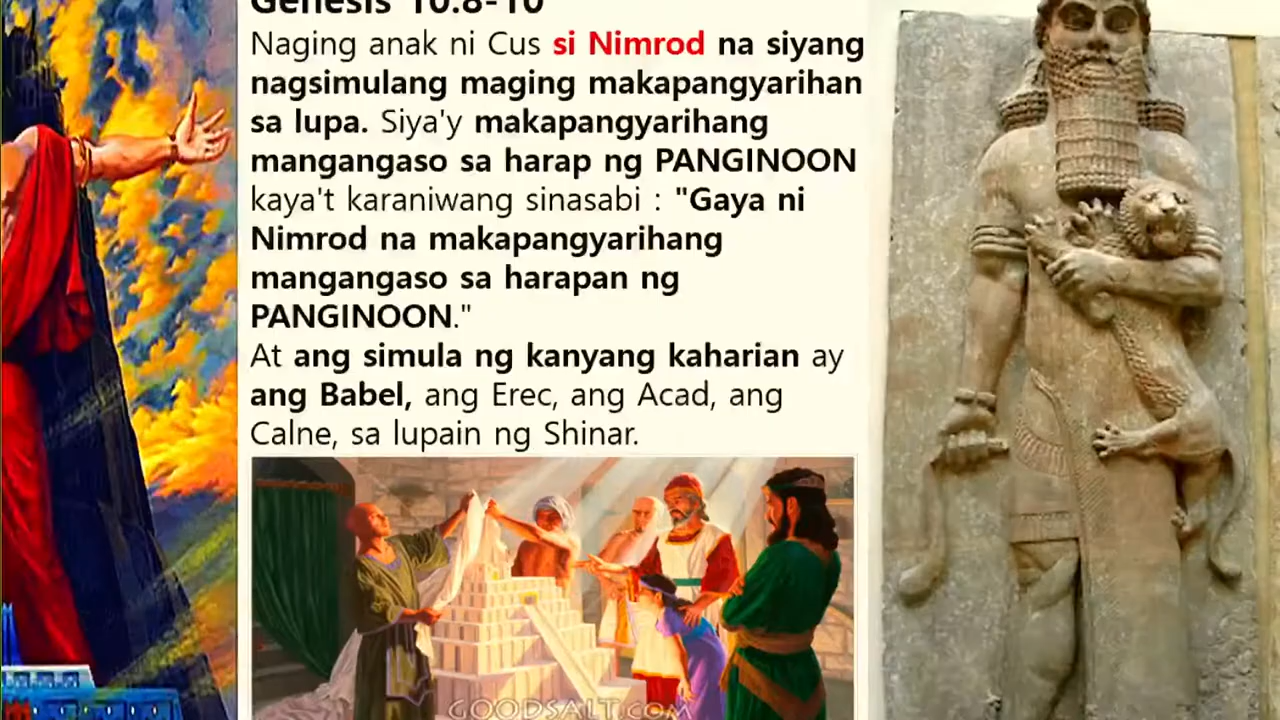 Genesis 10:8-10
Naging anak ni Cus si Nimrod na siyang
nagsimulang maging makapangyarihan
sa lupa. Siya'y makapangyarihang
mangangaso sa harap ng PANGINOON
kaya't karaniwang sinasabi : "Gaya ni
Nimrod na makapangyarihang
mangangaso sa harapan ng
PANGINOON."
At ang simula ng kanyang kaharian ay
ang Babel, ang Erec, ang Acad, ang
Calne, sa lupain ng Shinar.
GOODSALT.COM